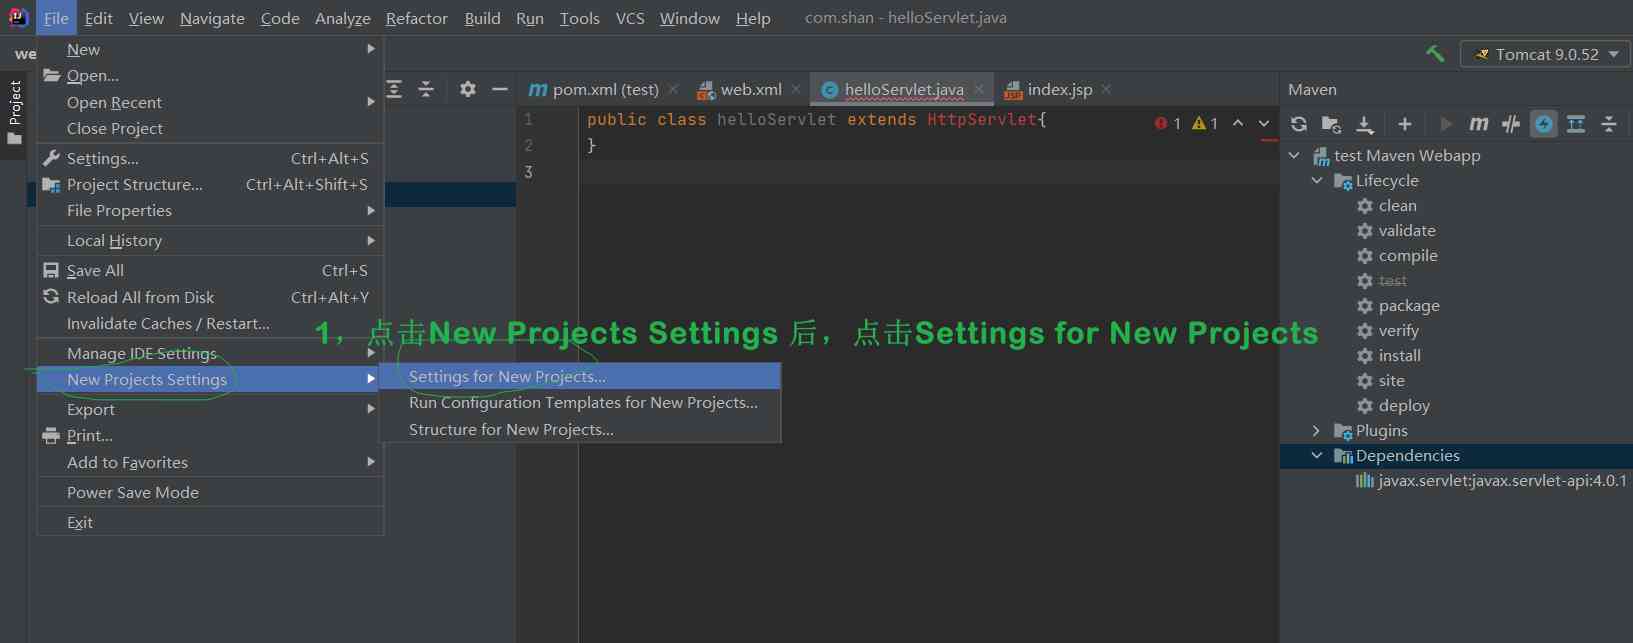 File Edit View Navigate Code Analyze Refactor Build Run Tools VCS Window Help com.shan - helloServlet.java
we
Tomcat 9.0.52
Project
New
Open...
Open Recent
Close Project
Settings... Ctrl+Alt+S
Project Structure... Ctrl+Alt+Shift+S
File Properties
Local History
Save All Ctrl+S
Reload All from Disk Ctrl+Alt+Y
Invalidate Caches / Restart...
Manage IDE Settings
New Projects Settings
Export
Print...
Add to Favorites
Power Save Mode
Exit
Settings for New Projects...
Run Configuration Templates for New Projects...
Structure for New Projects...
1，点击New Projects Settings 后，点击Settings for New Projects
pom.xml (test) web.xml helloServlet.java index.jsp
1 public class helloServlet extends HttpServlet{
2 }
3
1 1
Maven
test Maven Webapp
Lifecycle
clean
validate
compile
test
package
verify
install
site
deploy
Plugins
Dependencies
javax.servlet:javax.servlet-api:4.0.1